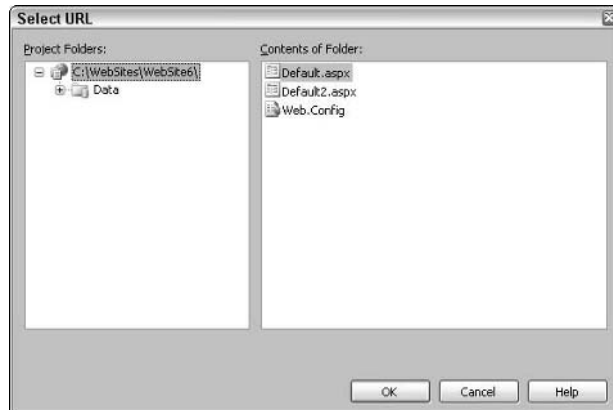 Select URL
Project Folders:
C:\WebSites\WebSite6\
Data
Contents of Folder:
Default.aspx
Default2.aspx
Web.Config
OK
Cancel
Help